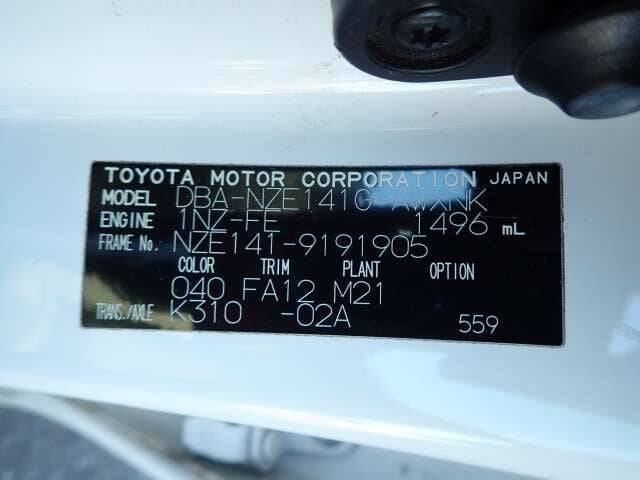 TOYOTA MOTOR CORPORATION JAPAN
MODEL DBA-NZE141G-AWXNK
ENGINE 1NZ-FE 1496 mL
FRAME No. NZE141-9191905
COLOR TRIM PLANT OPTION
040 FA12 M21
TRANS./AXLE K310 -02A 559